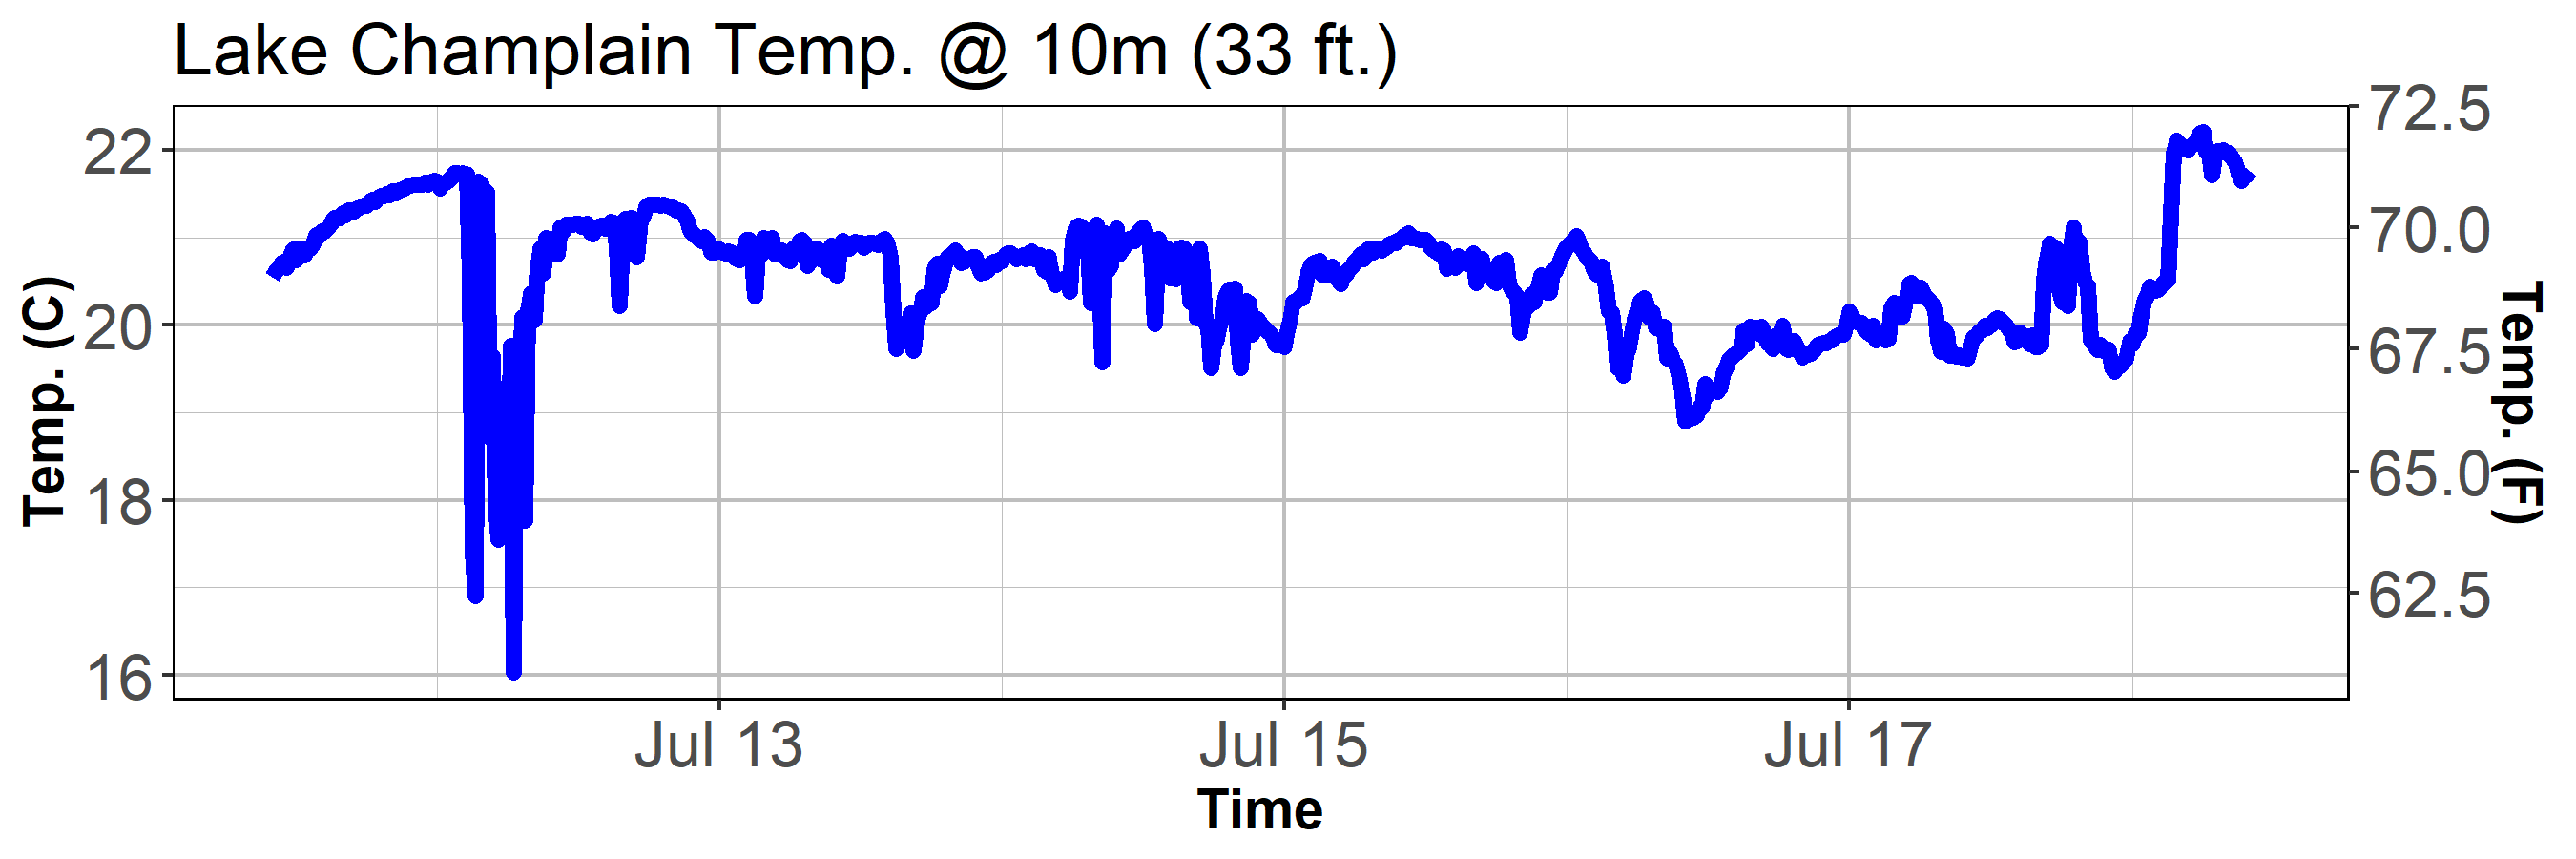 Lake Champlain Temp. @ 10m (33 ft.)
Temp. (C)
22
20
18
16
72.5
70.0
67.5
65.0
62.5
Temp. (F)
Jul 13
Jul 15
Jul 17
Time